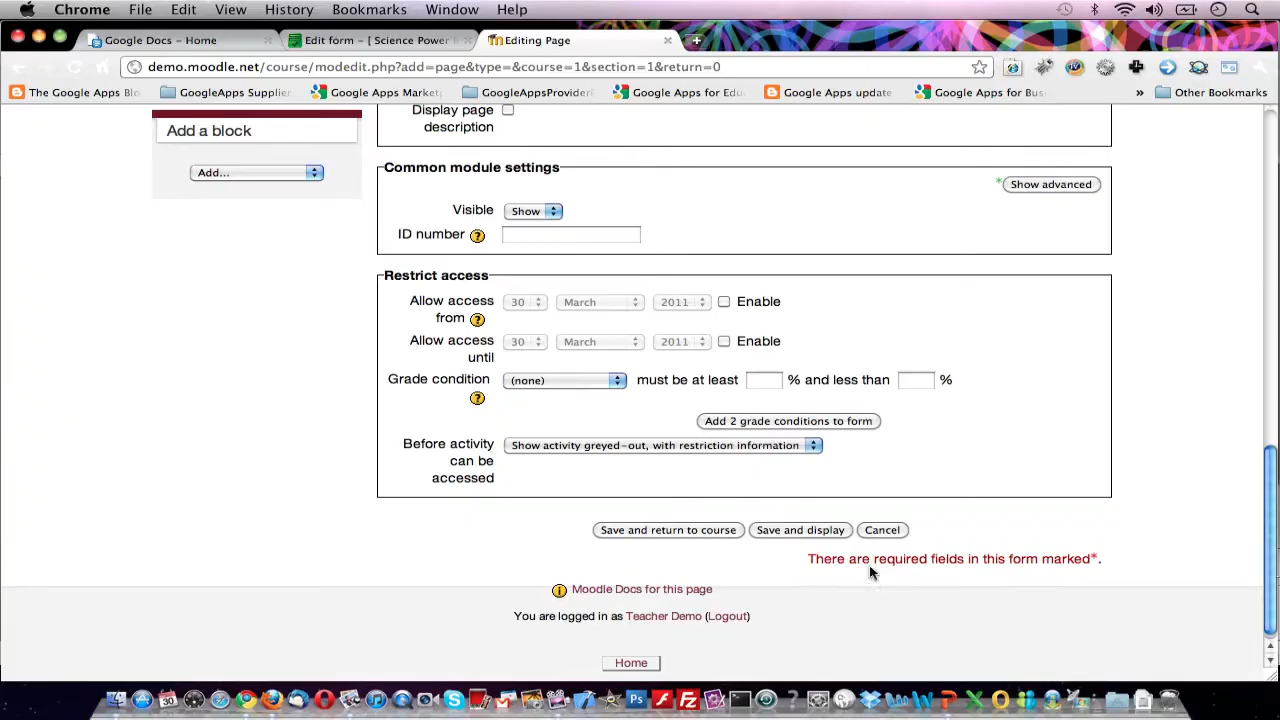 Chrome File Edit View History Bookmarks Window Help
Google Docs - Home
Edit form - [ Science Power
Editing Page
demo.moodle.net/course/modedit.php?add=page&type=&course=1&section=1&return=0
The Google Apps Blo
GoogleApps Supplier
Google Apps Market
GoogleAppsProvider
Google Apps for Edu
Google Apps update
Google Apps for Bus
» Other Bookmarks
Add a block
Add...
Display page
description
Common module settings
* Show advanced
Visible Show
ID number
Restrict access
Allow access
from
30 March 2011 Enable
Allow access
until
30 March 2011 Enable
Grade condition (none) must be at least % and less than %
Add 2 grade conditions to form
Before activity
can be
accessed
Show activity greyed-out, with restriction information
Save and return to course Save and display Cancel
There are required fields in this form marked*.
Moodle Docs for this page
You are logged in as Teacher Demo (Logout)
Home